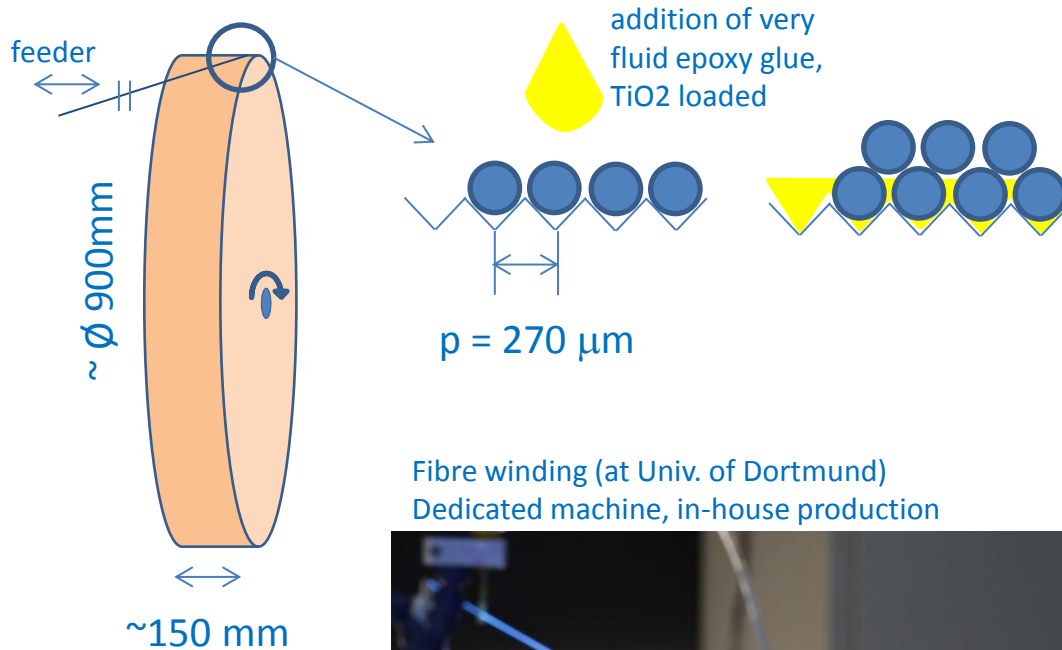 feeder
addition of very
fluid epoxy glue,
TiO2 loaded
~ Ø 900mm
p = 270 μm
~150 mm
Fibre winding (at Univ. of Dortmund)
Dedicated machine, in-house production